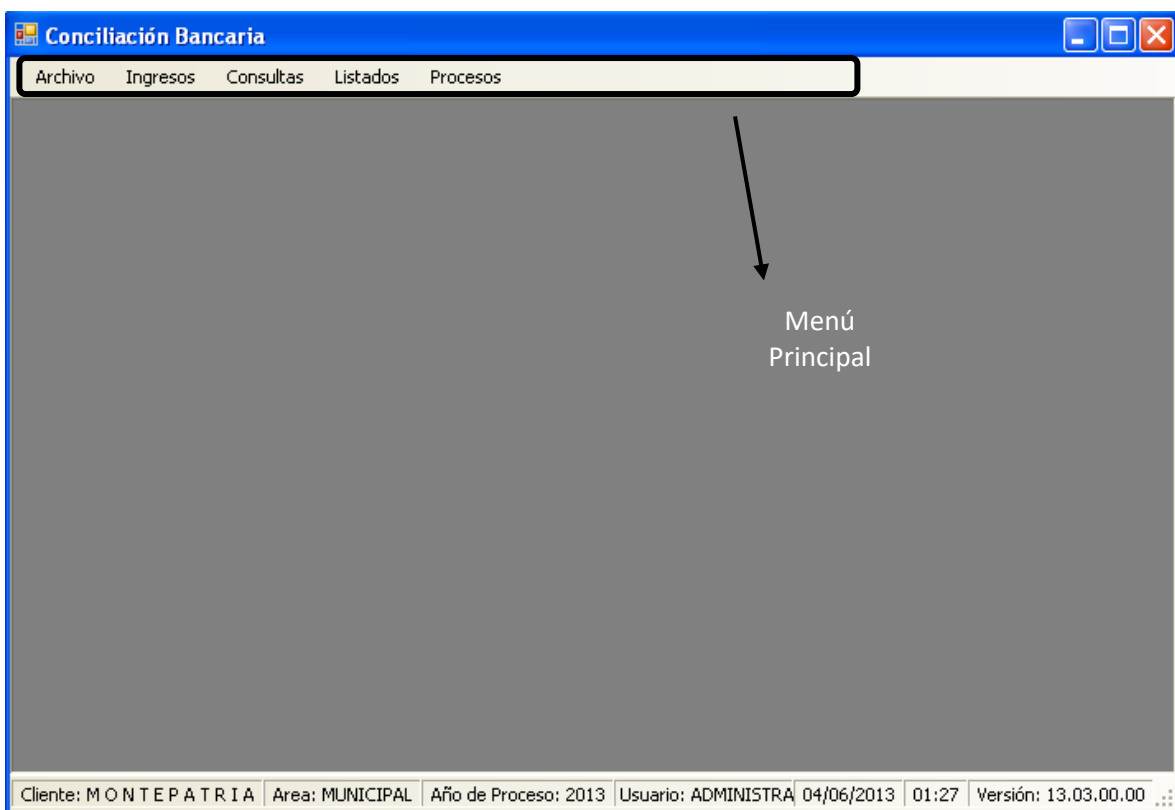 Conciliación Bancaria
Archivo Ingresos Consultas Listados Procesos
Menú
Principal
Cliente: M O N T E P A T R I A Area: MUNICIPAL Año de Proceso: 2013 Usuario: ADMINISTRA 04/06/2013 01:27 Versión: 13.03.00.00